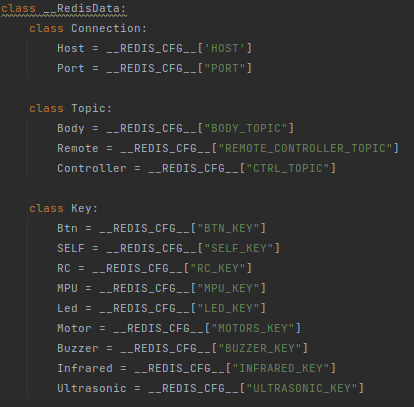 class __RedisData:
    class Connection:
        Host = __REDIS_CFG__['HOST']
        Port = __REDIS_CFG__["PORT"]

    class Topic:
        Body = __REDIS_CFG__["BODY_TOPIC"]
        Remote = __REDIS_CFG__["REMOTE_CONTROLLER_TOPIC"]
        Controller = __REDIS_CFG__["CTRL_TOPIC"]

    class Key:
        Btn = __REDIS_CFG__["BTN_KEY"]
        SELF = __REDIS_CFG__["SELF_KEY"]
        RC = __REDIS_CFG__["RC_KEY"]
        MPU = __REDIS_CFG__["MPU_KEY"]
        Led = __REDIS_CFG__["LED_KEY"]
        Motor = __REDIS_CFG__["MOTORS_KEY"]
        Buzzer = __REDIS_CFG__["BUZZER_KEY"]
        Infrared = __REDIS_CFG__["INFRARED_KEY"]
        Ultrasonic = __REDIS_CFG__["ULTRASONIC_KEY"]